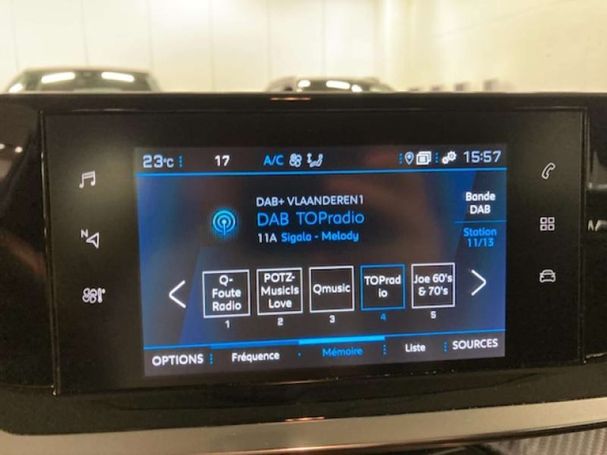 23°C 17 A/C 15:57
N
DAB+ VLAANDEREN1
DAB TOPradio
11A Sigala - Melody
Bande
DAB
Station
11/13
Q-
Foute
Radio
1
POTZ-
MusicIs
Love
2
Qmusic
3
TOPrad
io
4
Joe 60's
& 70's
5
OPTIONS Fréquence Mémoire Liste SOURCES